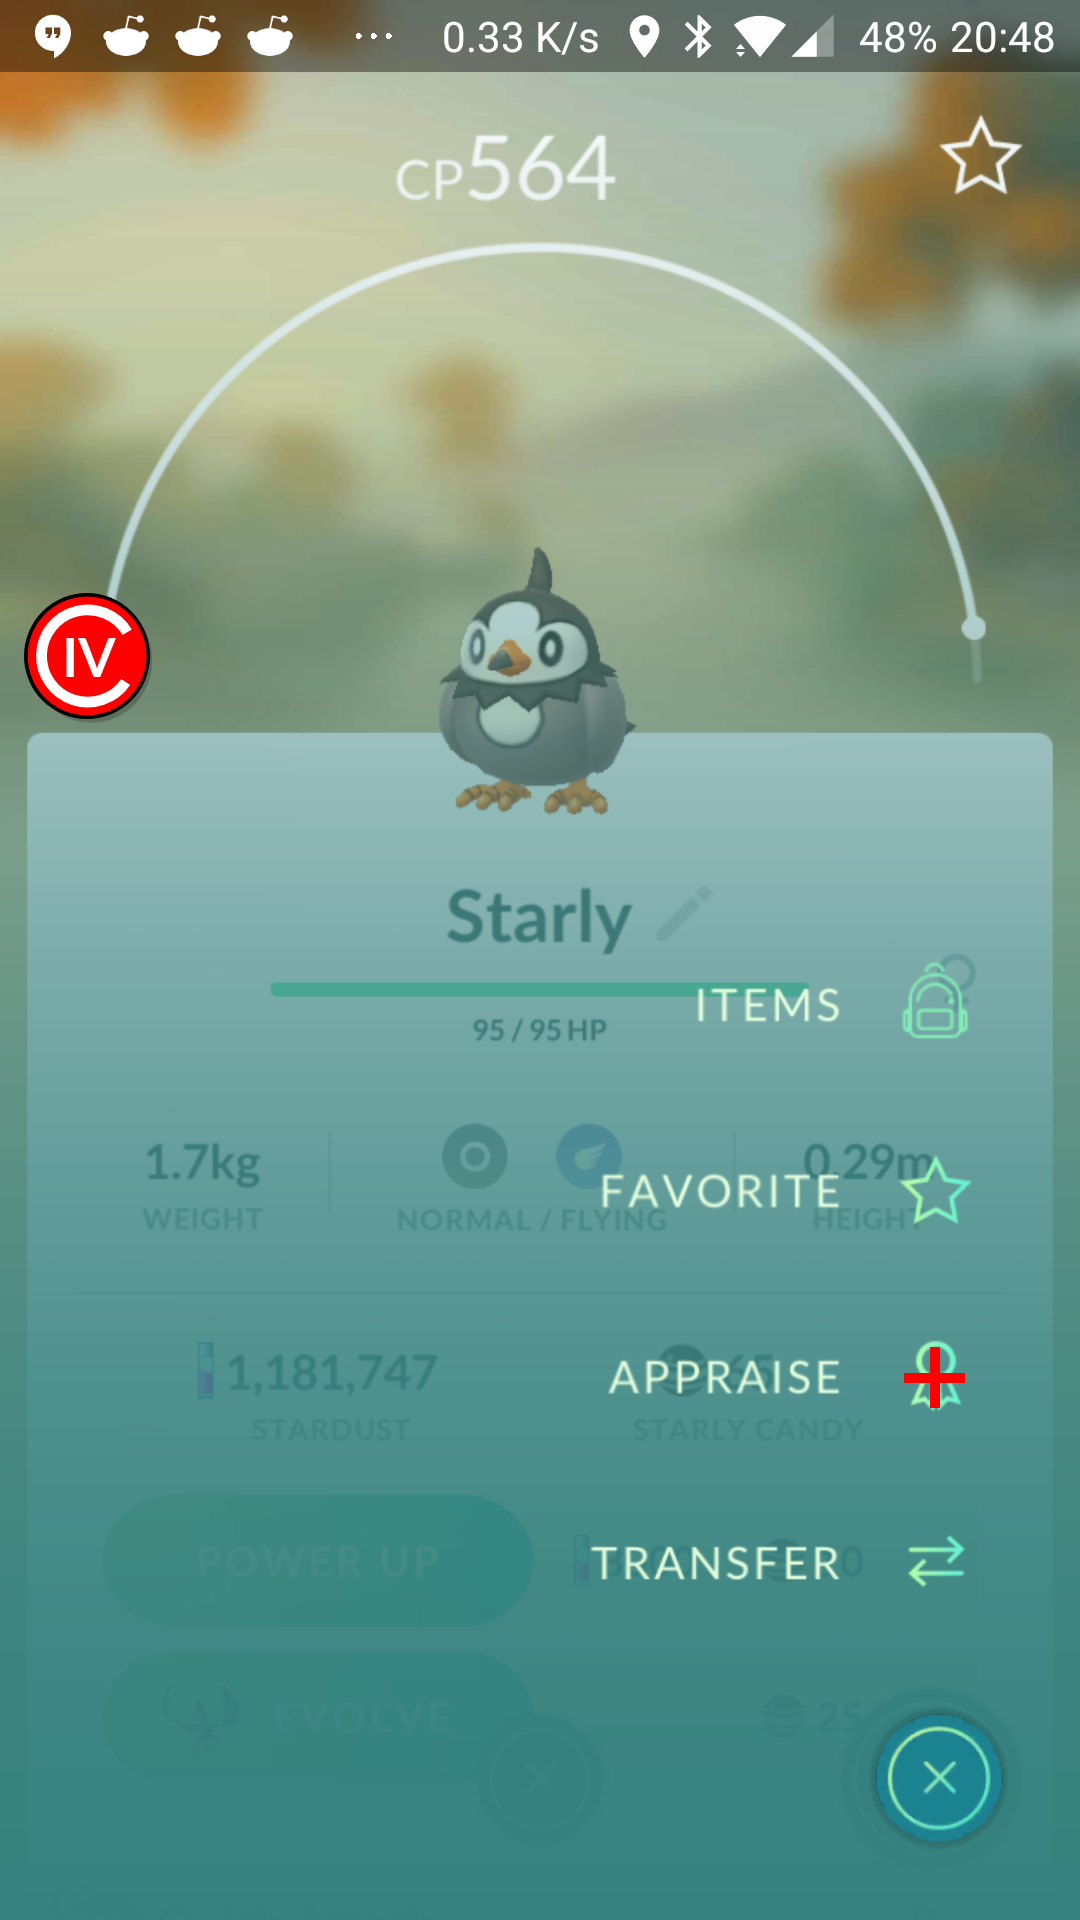 0.33 K/s 48% 20:48
CP564
IV
Starly
ITEMS
95 / 95 HP
1.7kg 0.29m
FAVORITE
WEIGHT NORMAL / FLYING HEIGHT
1,181,747 65
APPRAISE
STARDUST STARLY CANDY
POWER UP
TRANSFER
EVOLVE 25